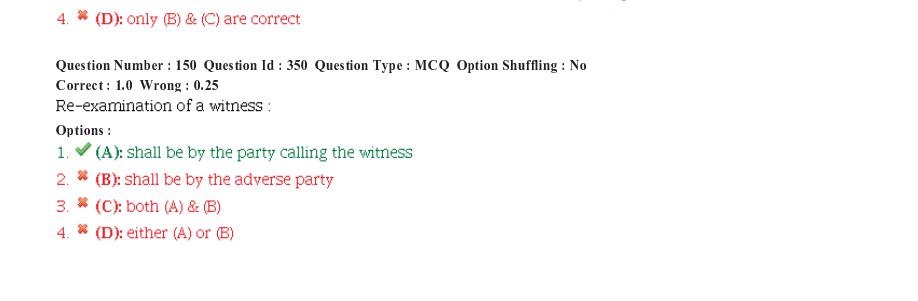 4. (D): only (B) & (C) are correct
Question Number : 150 Question Id : 350 Question Type : MCQ Option Shuffling : No
Correct : 1.0 Wrong : 0.25
Re-examination of a witness :
Options :
1. (A): shall be by the party calling the witness
2. (B): shall be by the adverse party
3. (C): both (A) & (B)
4. (D): either (A) or (B)